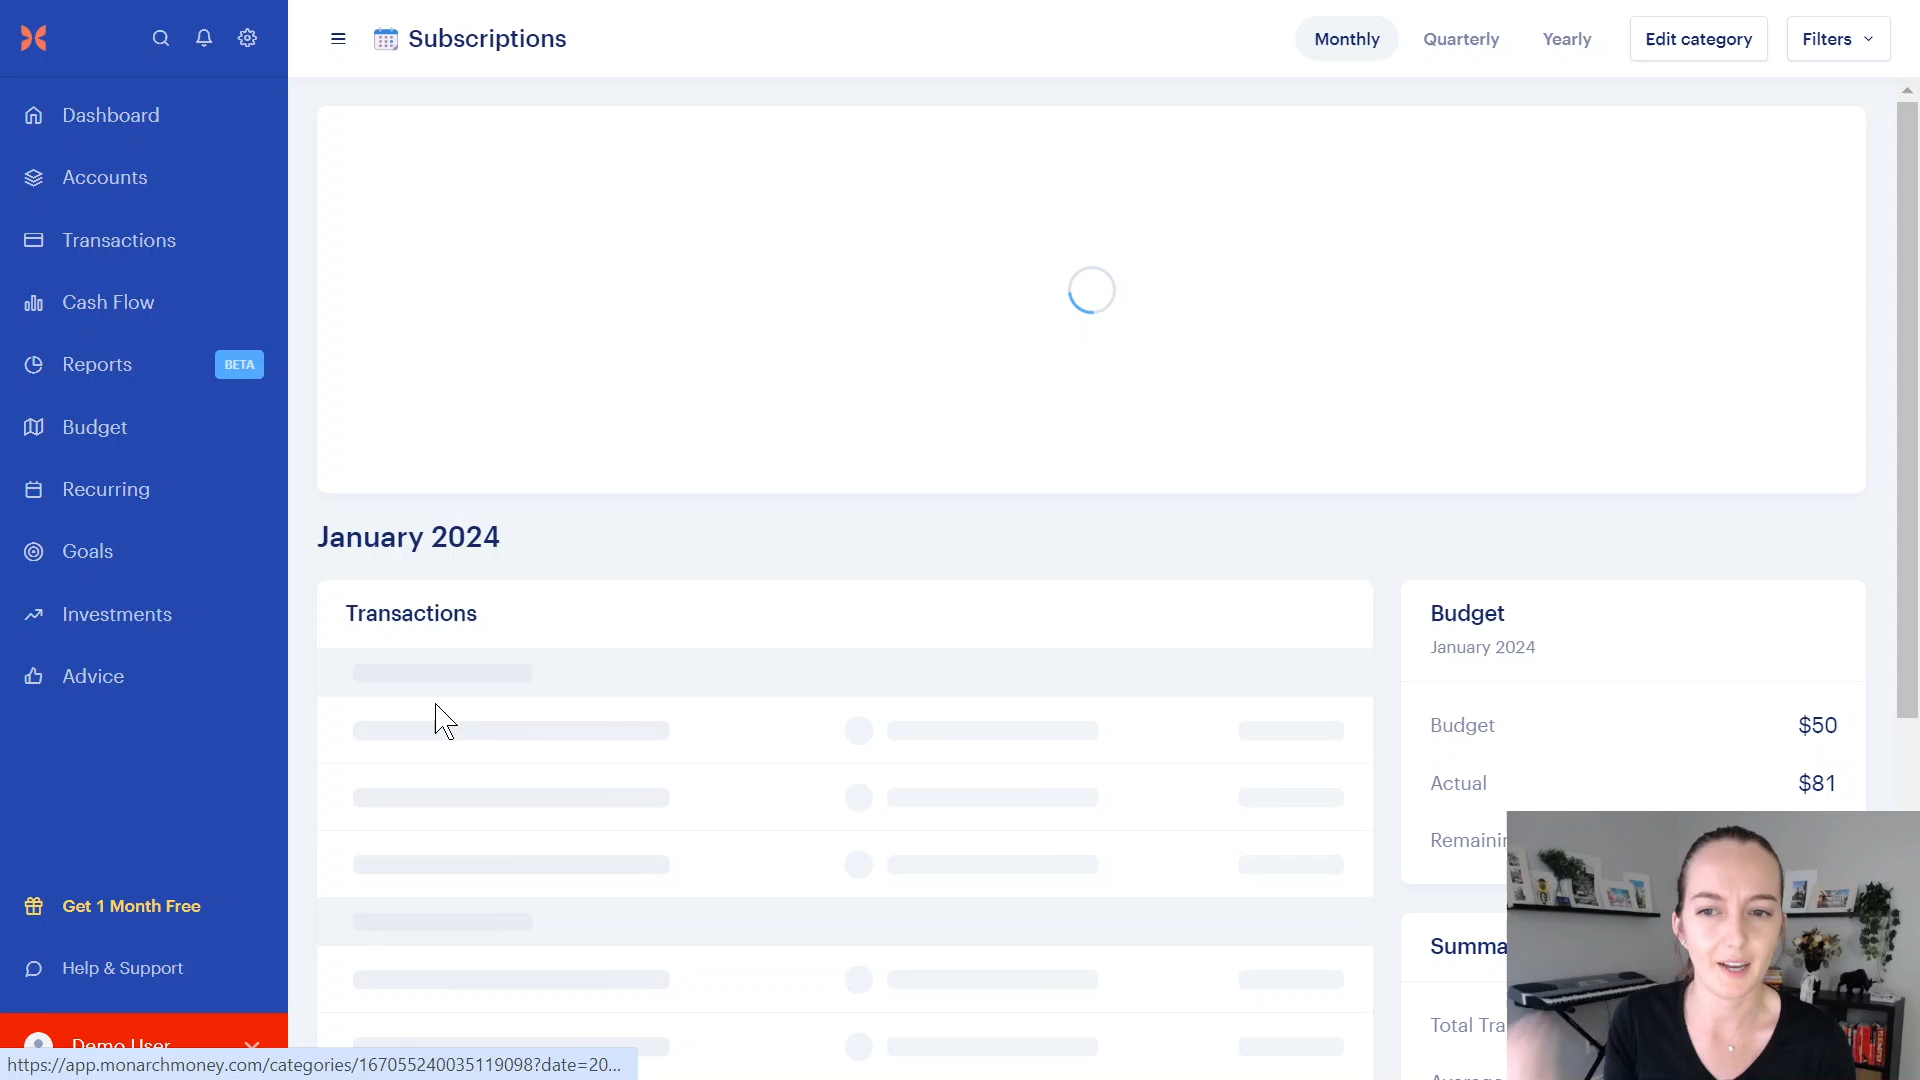 Subscriptions
Monthly
Quarterly
Yearly
Edit category
Filters
Dashboard
Accounts
Transactions
Cash Flow
Reports
BETA
Budget
Recurring
Goals
Investments
Advice
Get 1 Month Free
Help & Support
Demo User
January 2024
Transactions
Budget
January 2024
Budget
$50
Actual
$81
Remainin
Summa
Total Tra
https://app.monarchmoney.com/categories/167055240035119098?date=20...